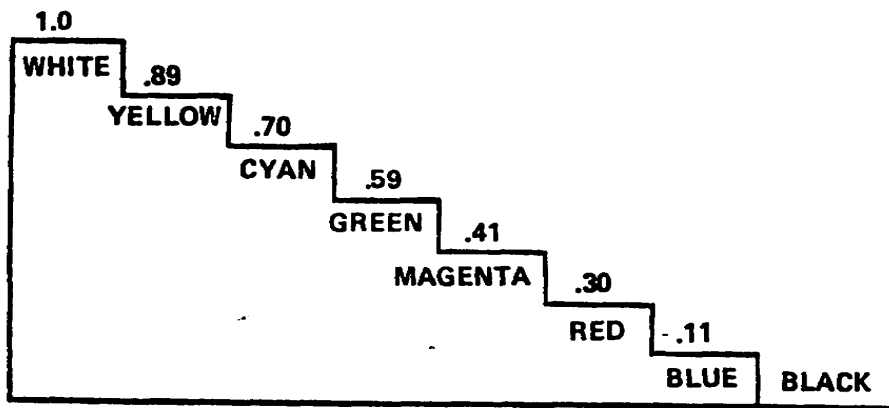 1.0
WHITE
.89
YELLOW
.70
CYAN
.59
GREEN
.41
MAGENTA
.30
RED
.11
BLUE
BLACK